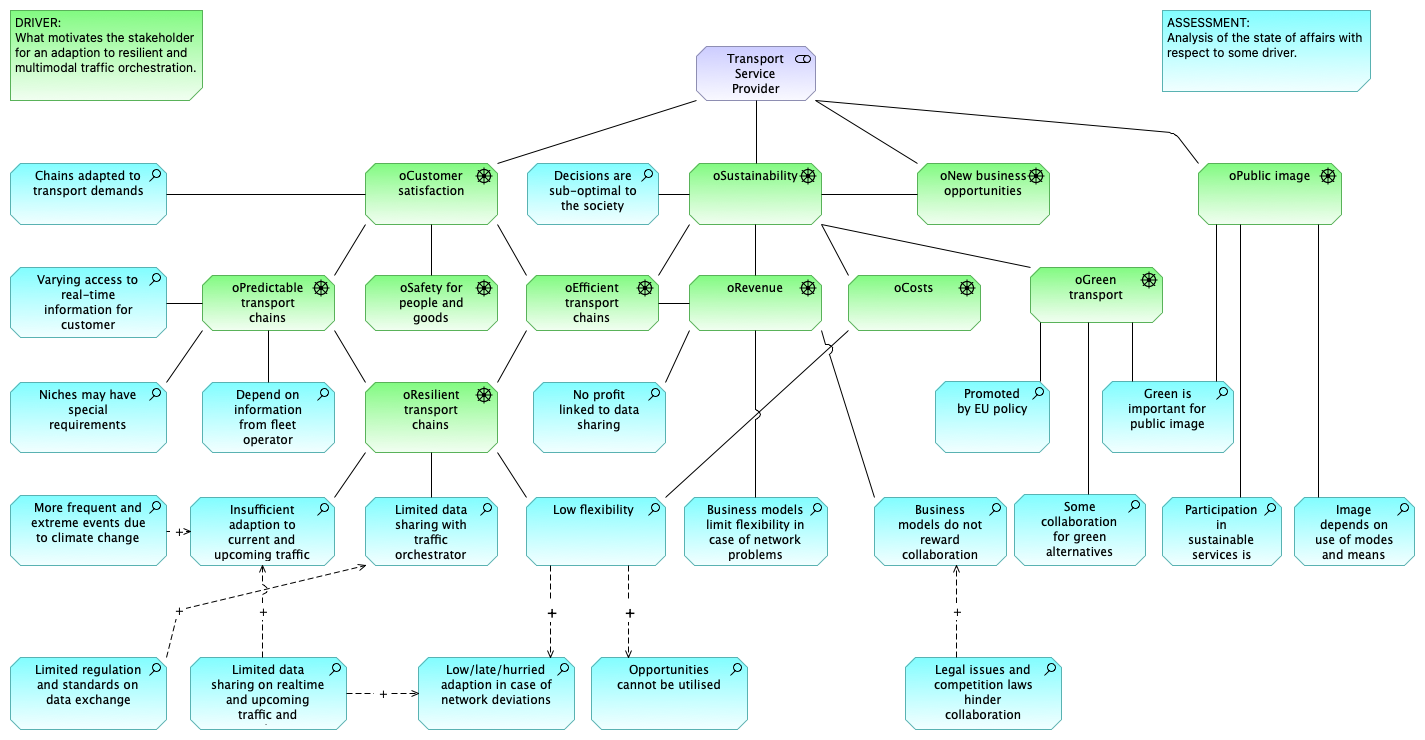 DRIVER:
What motivates the stakeholder
for an adaption to resilient and
multimodal traffic orchestration.
ASSESSMENT:
Analysis of the state of affairs with
respect to some driver.
Transport
Service
Provider
Chains adapted to
transport demands
oCustomer
satisfaction
Decisions are
sub-optimal to
the society
oSustainability
oNew business
opportunities
oPublic image
Varying access to
real-time
information for
customer
oPredictable
transport
chains
oSafety for
people and
goods
oEfficient
transport
chains
oRevenue
oCosts
oGreen
transport
Niches may have
special
requirements
Depend on
information
from fleet
operator
oResilient
transport
chains
No profit
linked to data
sharing
Promoted
by EU policy
Green is
important for
public image
More frequent and
extreme events due
to climate change
Insufficient
adaption to
current and
upcoming traffic
Limited data
sharing with
traffic
orchestrator
Low flexibility
Business models
limit flexibility in
case of network
problems
Business
models do not
reward
collaboration
Some
collaboration
for green
alternatives
Participation
in
sustainable
services is
Image
depends on
use of modes
and means
+
+
+
+
+
+
Limited regulation
and standards on
data exchange
Limited data
sharing on realtime
and upcoming
traffic and
+
Low/late/hurried
adaption in case of
network deviations
Opportunities
cannot be utilised
Legal issues and
competition laws
hinder
collaboration